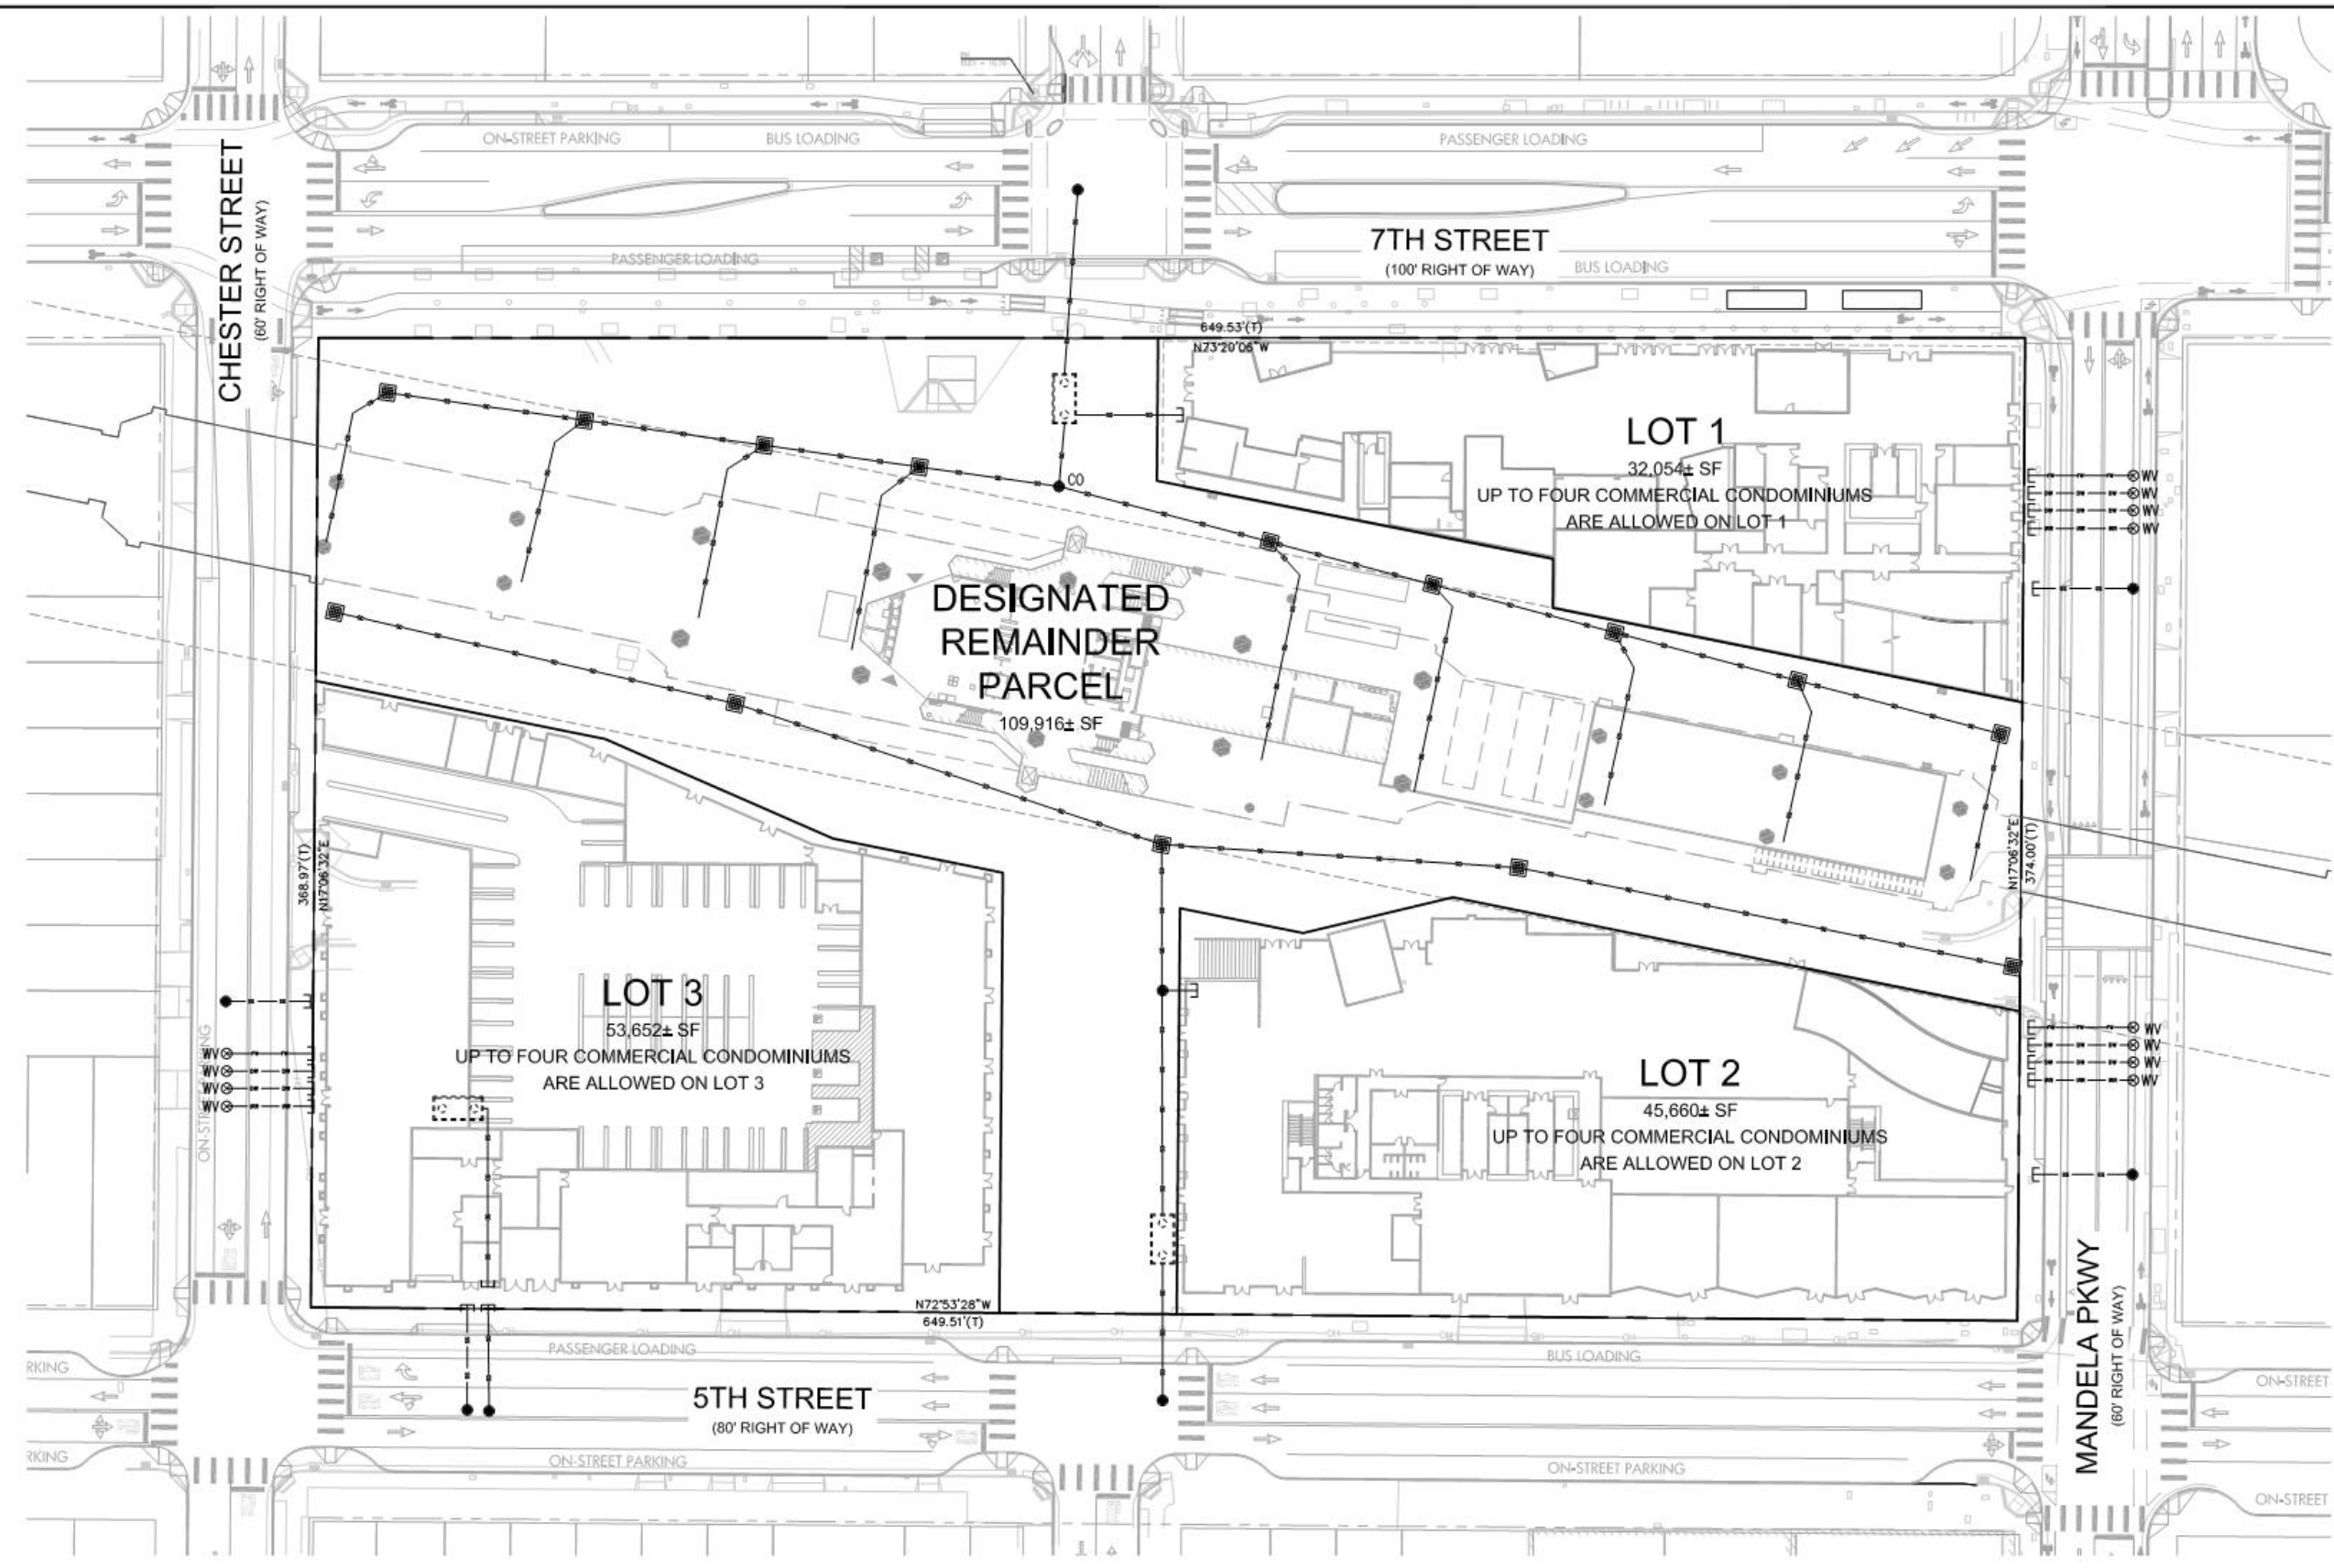 ON-STREET PARKING
BUS LOADING
PASSENGER LOADING
CHESTER STREET
(60' RIGHT OF WAY)
PASSENGER LOADING
7TH STREET
(100' RIGHT OF WAY)
BUS LOADING
649.53'(T)
N73°20'06"W
CO
LOT 1
32,054± SF
UP TO FOUR COMMERCIAL CONDOMINIUMS
ARE ALLOWED ON LOT 1
WV
WV
WV
WV
DESIGNATED
REMAINDER
PARCEL
109,916± SF
368.97'(T)
N17°06'32"E
N17°06'32"E
374.00'(T)
LOT 3
53,652± SF
UP TO FOUR COMMERCIAL CONDOMINIUMS
ARE ALLOWED ON LOT 3
ON-STREET PARKING
WV
WV
WV
WV
LOT 2
45,660± SF
UP TO FOUR COMMERCIAL CONDOMINIUMS
ARE ALLOWED ON LOT 2
WV
WV
WV
WV
N72°53'28"W
649.51'(T)
MANDELA PKWY
(60' RIGHT OF WAY)
RKING
PASSENGER LOADING
BUS LOADING
ON-STREET
5TH STREET
(80' RIGHT OF WAY)
RKING
ON-STREET PARKING
ON-STREET PARKING
ON-STREET